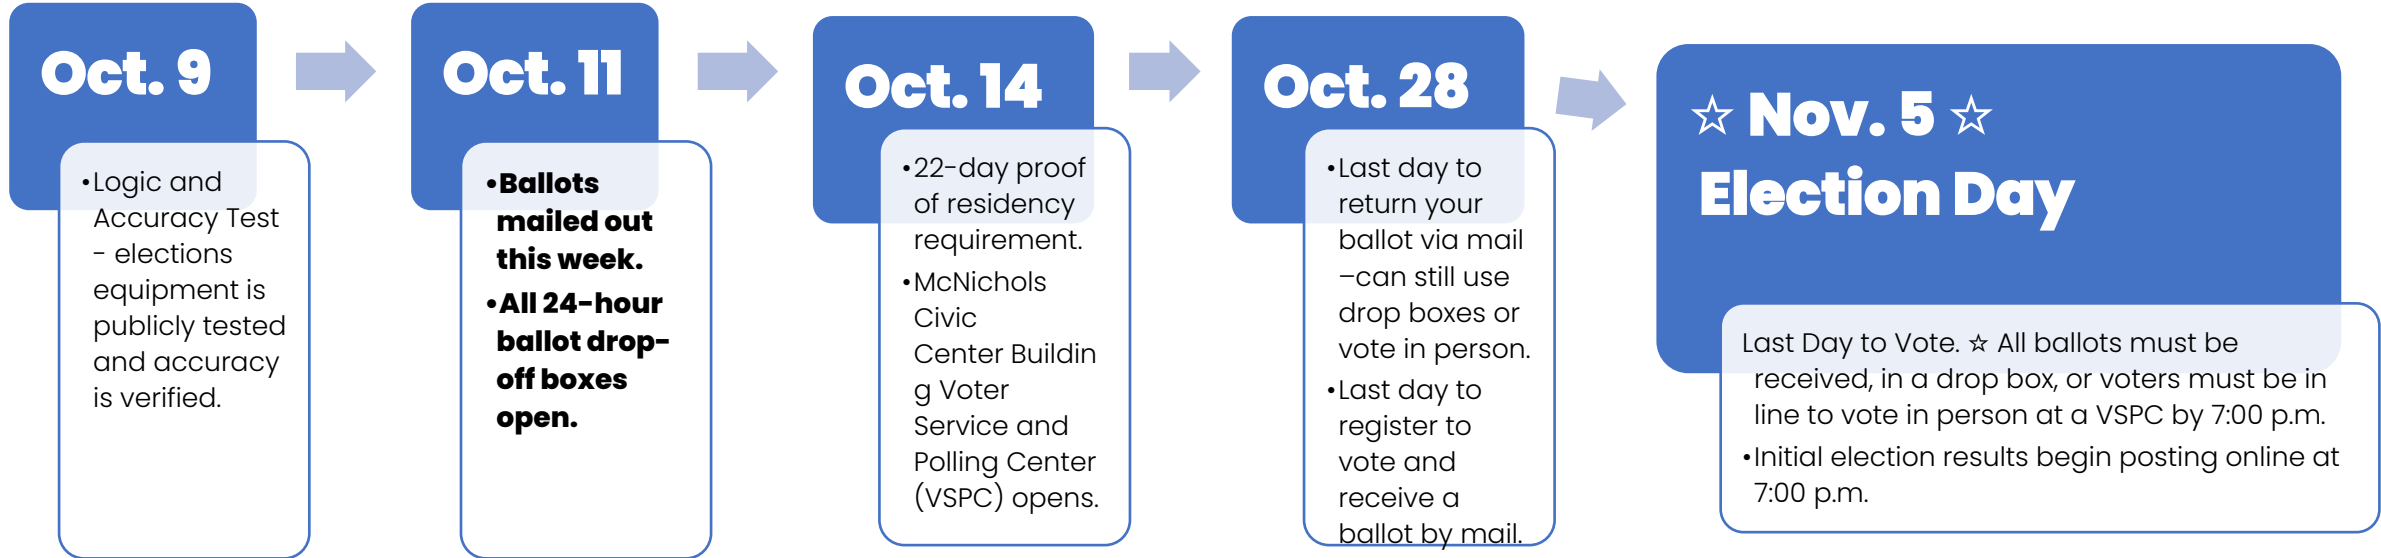 Oct. 9
•Logic and
Accuracy Test
- elections
equipment is
publicly tested
and accuracy
is verified.
Oct. 11
•Ballots
mailed out
this week.
•All 24-hour
ballot drop-
off boxes
open.
Oct. 14
•22-day proof
of residency
requirement.
•McNichols
Civic
Center Buildin
g Voter
Service and
Polling Center
(VSPC) opens.
Oct. 28
•Last day to
return your
ballot via mail
–can still use
drop boxes or
vote in person.
•Last day to
register to
vote and
receive a
ballot by mail.
☆ Nov. 5 ☆
Election Day
Last Day to Vote. ☆ All ballots must be
received, in a drop box, or voters must be in
line to vote in person at a VSPC by 7:00 p.m.
•Initial election results begin posting online at
7:00 p.m.